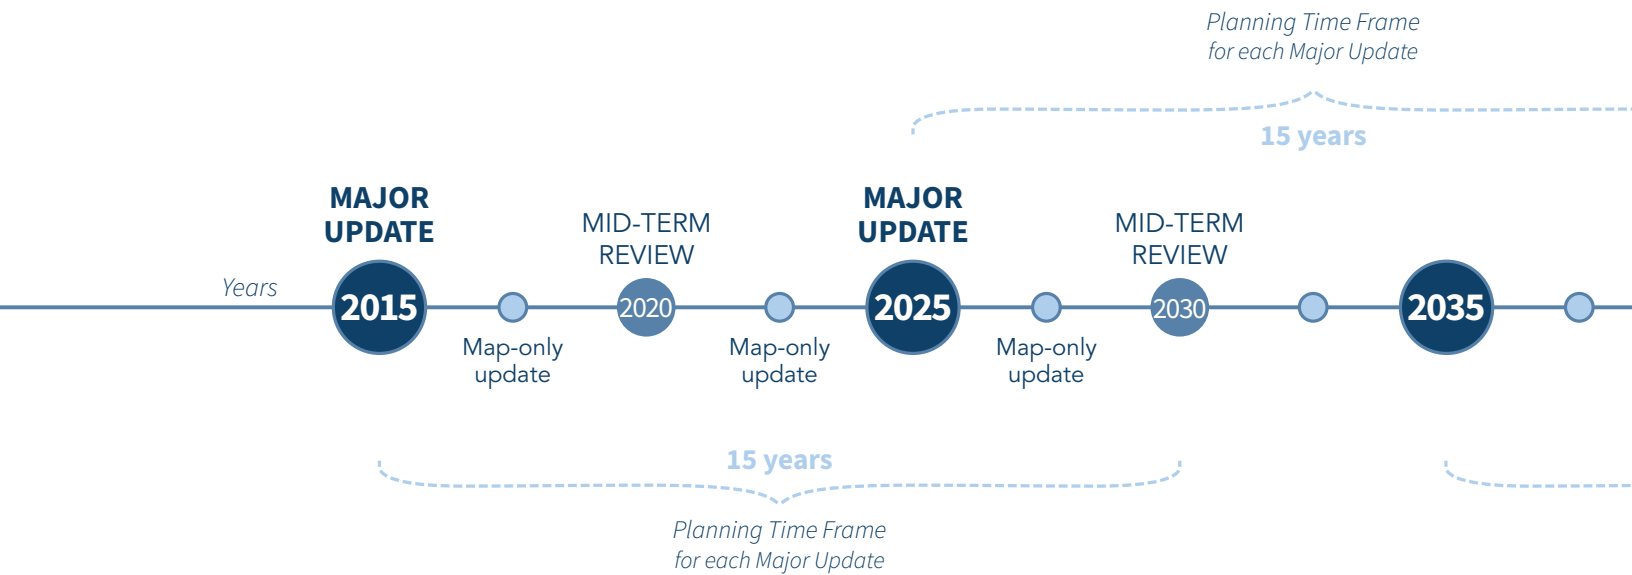 Planning Time Frame
for each Major Update
15 years
MAJOR
UPDATE
MID-TERM
REVIEW
MAJOR
UPDATE
MID-TERM
REVIEW
Years
2015
2020
2025
2030
2035
Map-only
update
Map-only
update
Map-only
update
15 years
Planning Time Frame
for each Major Update